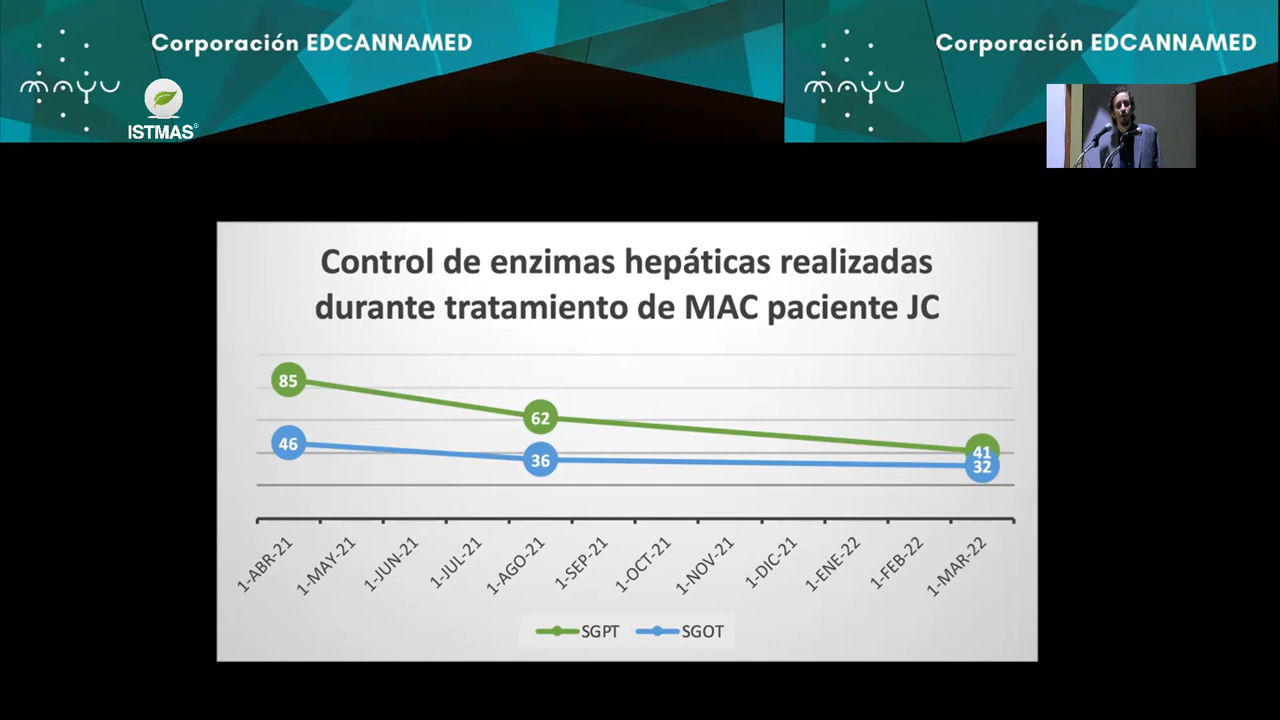 Corporación EDCANNAMED
Corporación EDCANNAMED
mayu
mayu
ISTMAS®
Control de enzimas hepáticas realizadas
durante tratamiento de MAC paciente JC
85
62
41
46
36
32
1-ABR-21
1-MAY-21
1-JUN-21
1-JUL-21
1-AGO-21
1-SEP-21
1-OCT-21
1-NOV-21
1-DIC-21
1-ENE-22
1-FEB-22
1-MAR-22
SGPT
SGOT